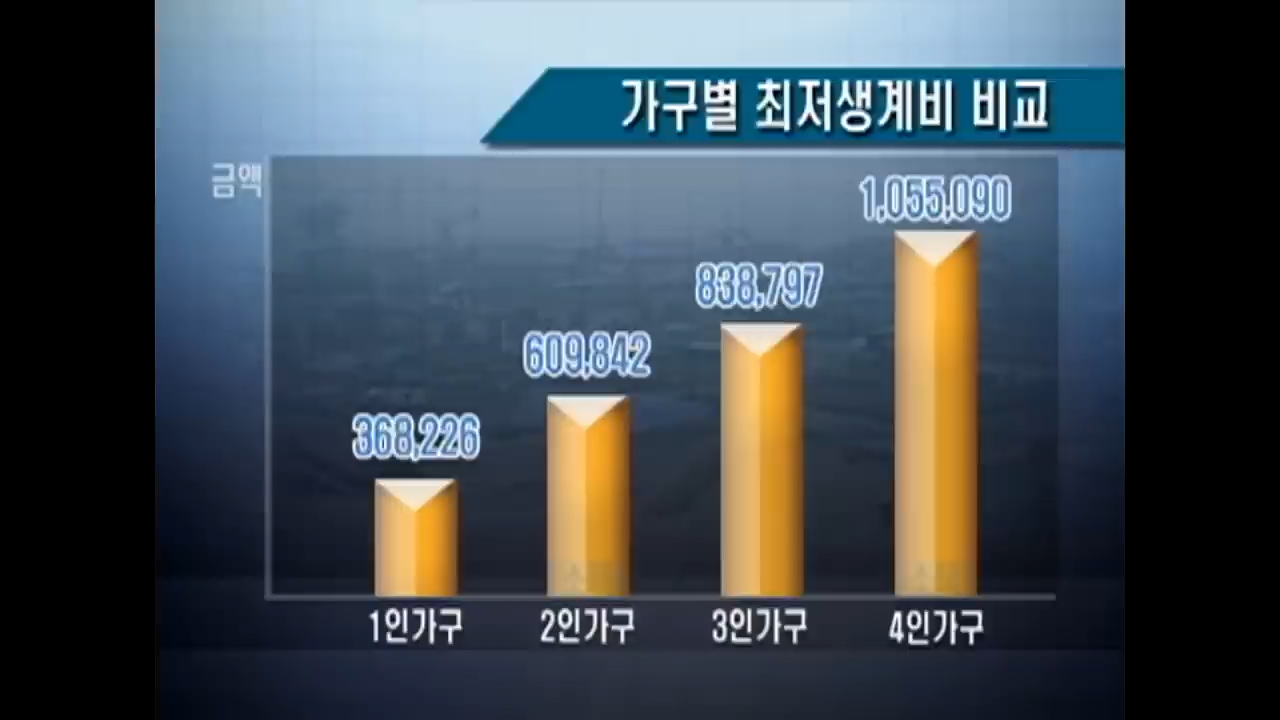 가구별 최저생계비 비교
금액
1,055,090
838,797
609,842
368,226
1인가구 2인가구 3인가구 4인가구